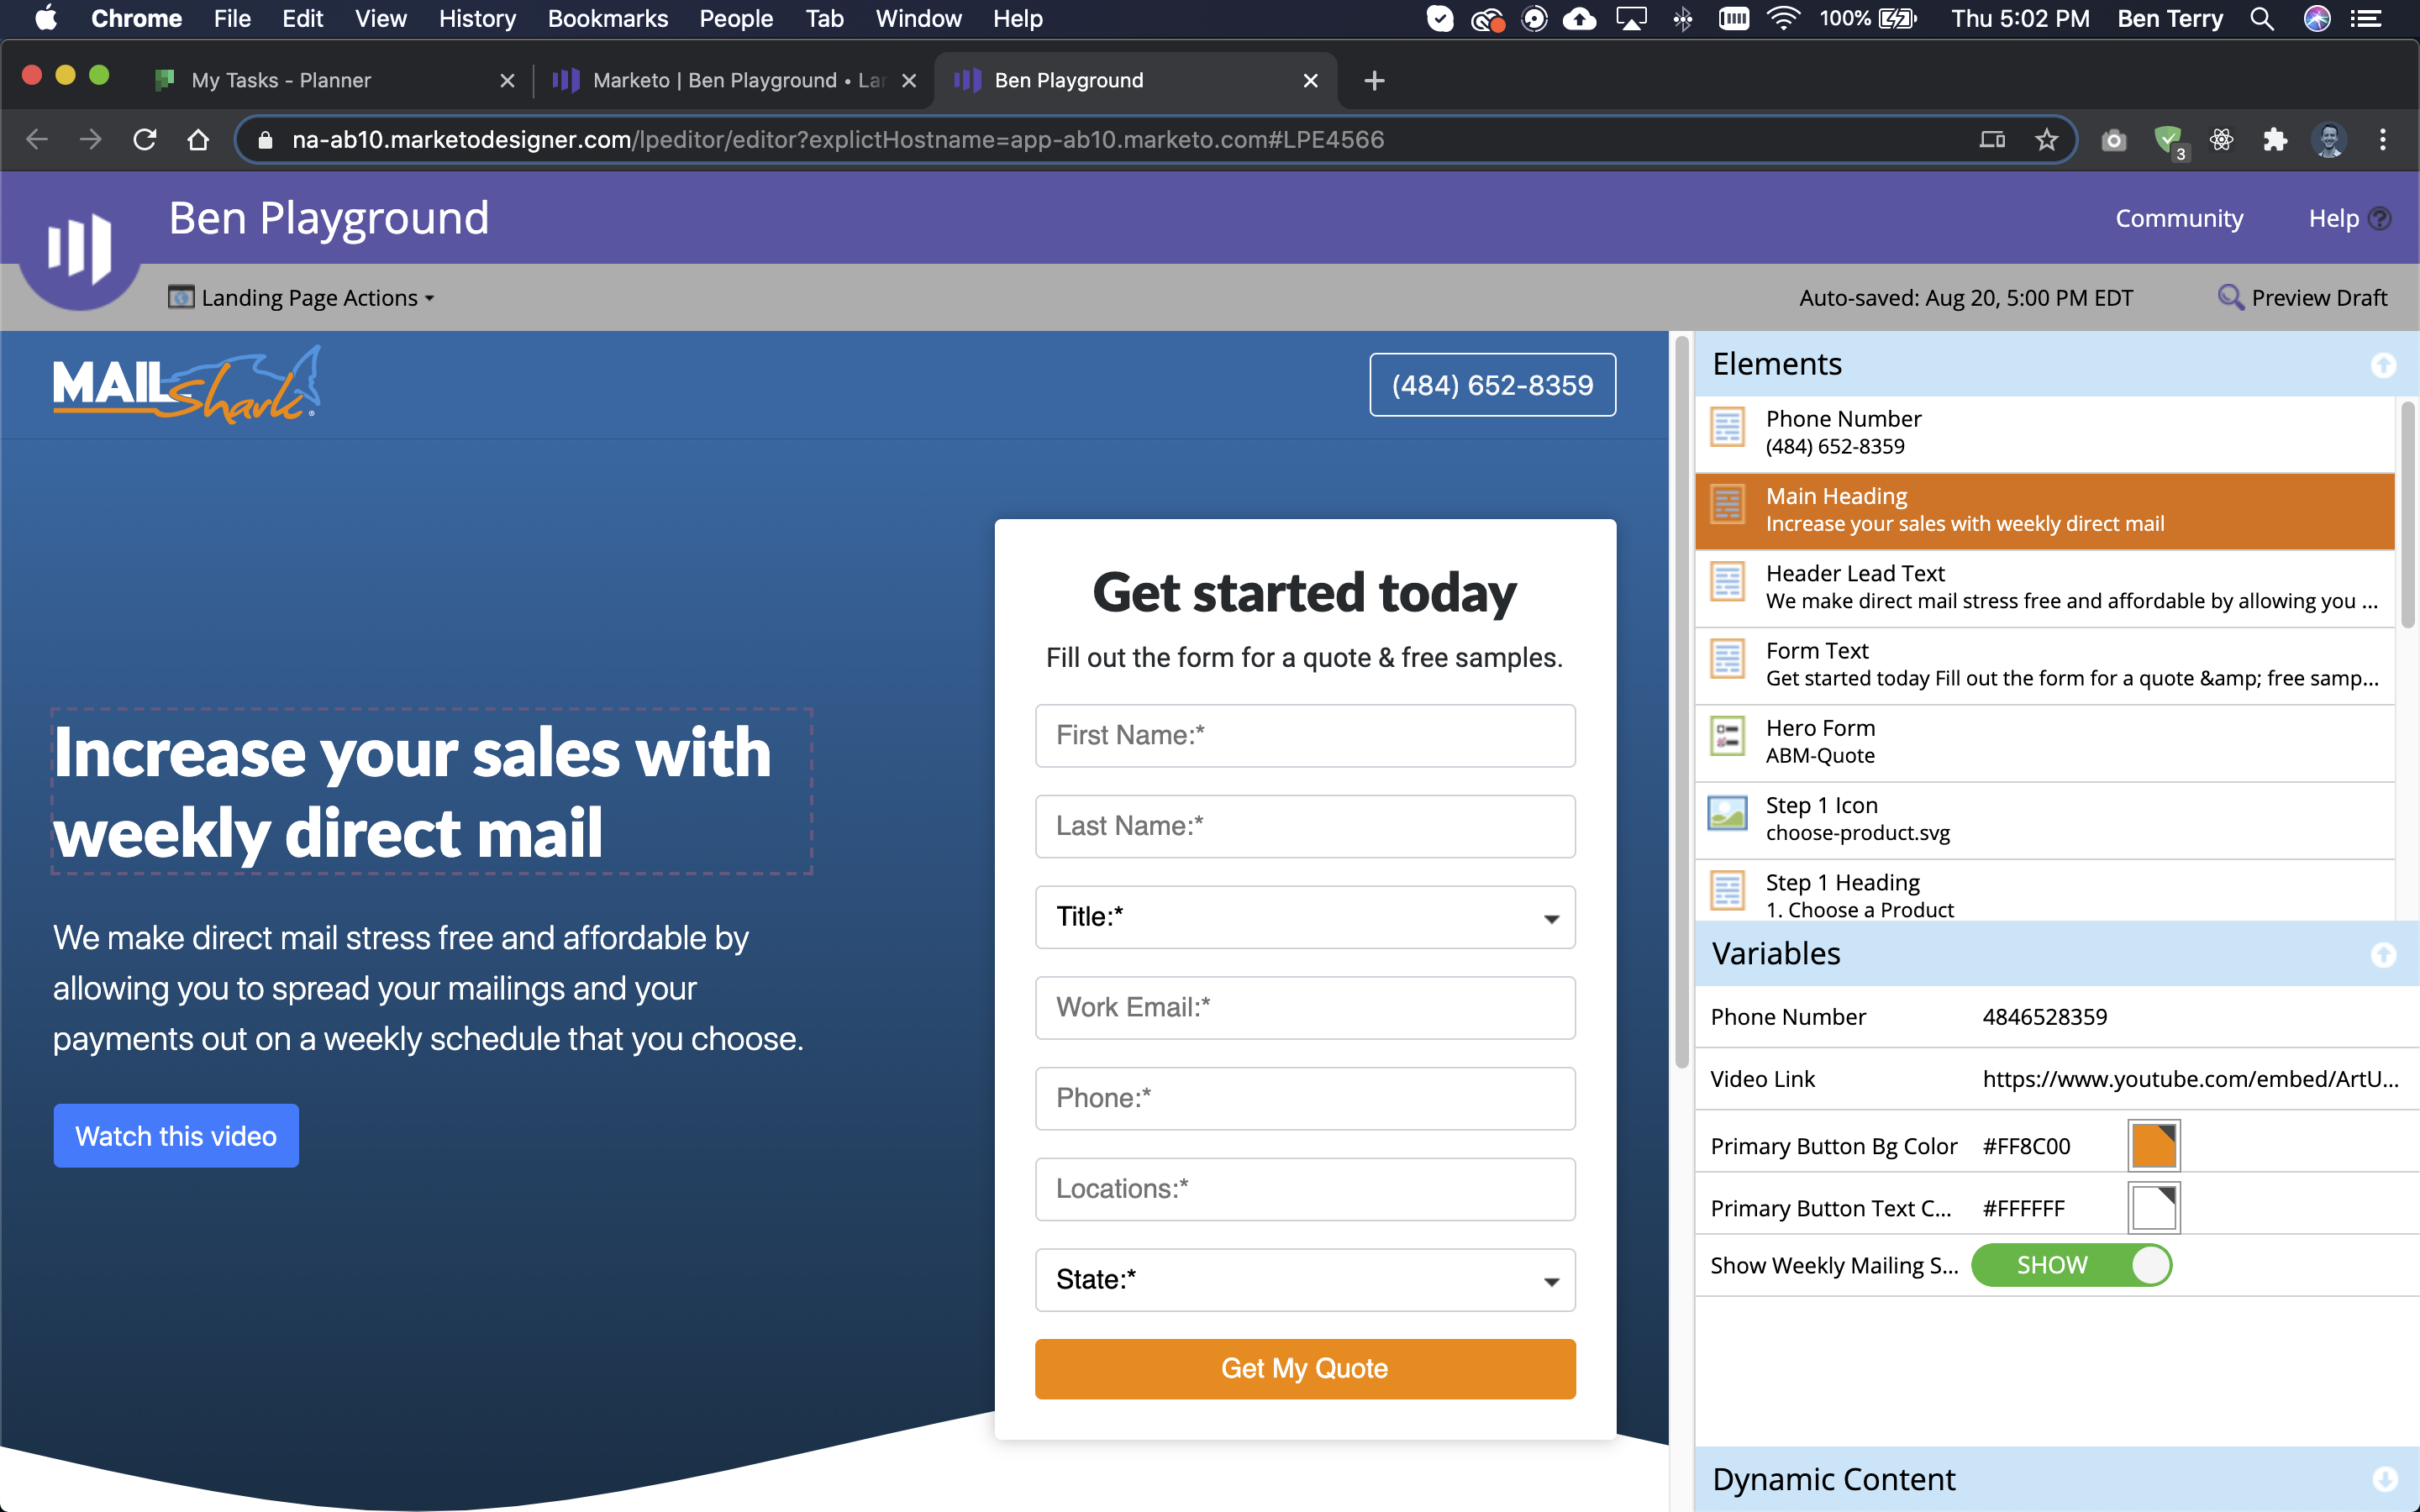 Chrome File Edit View History Bookmarks People Tab Window Help 100% Thu 5:02 PM Ben Terry
My Tasks - Planner
Marketo | Ben Playground • La
Ben Playground
na-ab10.marketodesigner.com/lpeditor/editor?explictHostname=app-ab10.marketo.com#LPE4566
3
Ben Playground
Community
Help ?
Landing Page Actions
Auto-saved: Aug 20, 5:00 PM EDT
Preview Draft
MAIL Shark®
(484) 652-8359
Increase your sales with
weekly direct mail
We make direct mail stress free and affordable by
allowing you to spread your mailings and your
payments out on a weekly schedule that you choose.
Watch this video
Get started today
Fill out the form for a quote & free samples.
First Name:*
Last Name:*
Title:*
Work Email:*
Phone:*
Locations:*
State:*
Get My Quote
Elements
Phone Number
(484) 652-8359
Main Heading
Increase your sales with weekly direct mail
Header Lead Text
We make direct mail stress free and affordable by allowing you ...
Form Text
Get started today Fill out the form for a quote &amp; free samp...
Hero Form
ABM-Quote
Step 1 Icon
choose-product.svg
Step 1 Heading
1. Choose a Product
Variables
Phone Number 4846528359
Video Link https://www.youtube.com/embed/ArtU...
Primary Button Bg Color #FF8C00
Primary Button Text C... #FFFFFF
Show Weekly Mailing S... SHOW
Dynamic Content